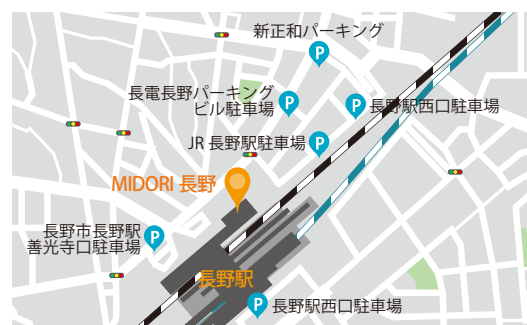 新正和パーキング
長電長野パーキング
ビル駐車場
長野駅西口駐車場
JR 長野駅駐車場
MIDORI 長野
長野市長野駅
善光寺口駐車場
長野駅
長野駅西口駐車場
P
P
P
P
P
P